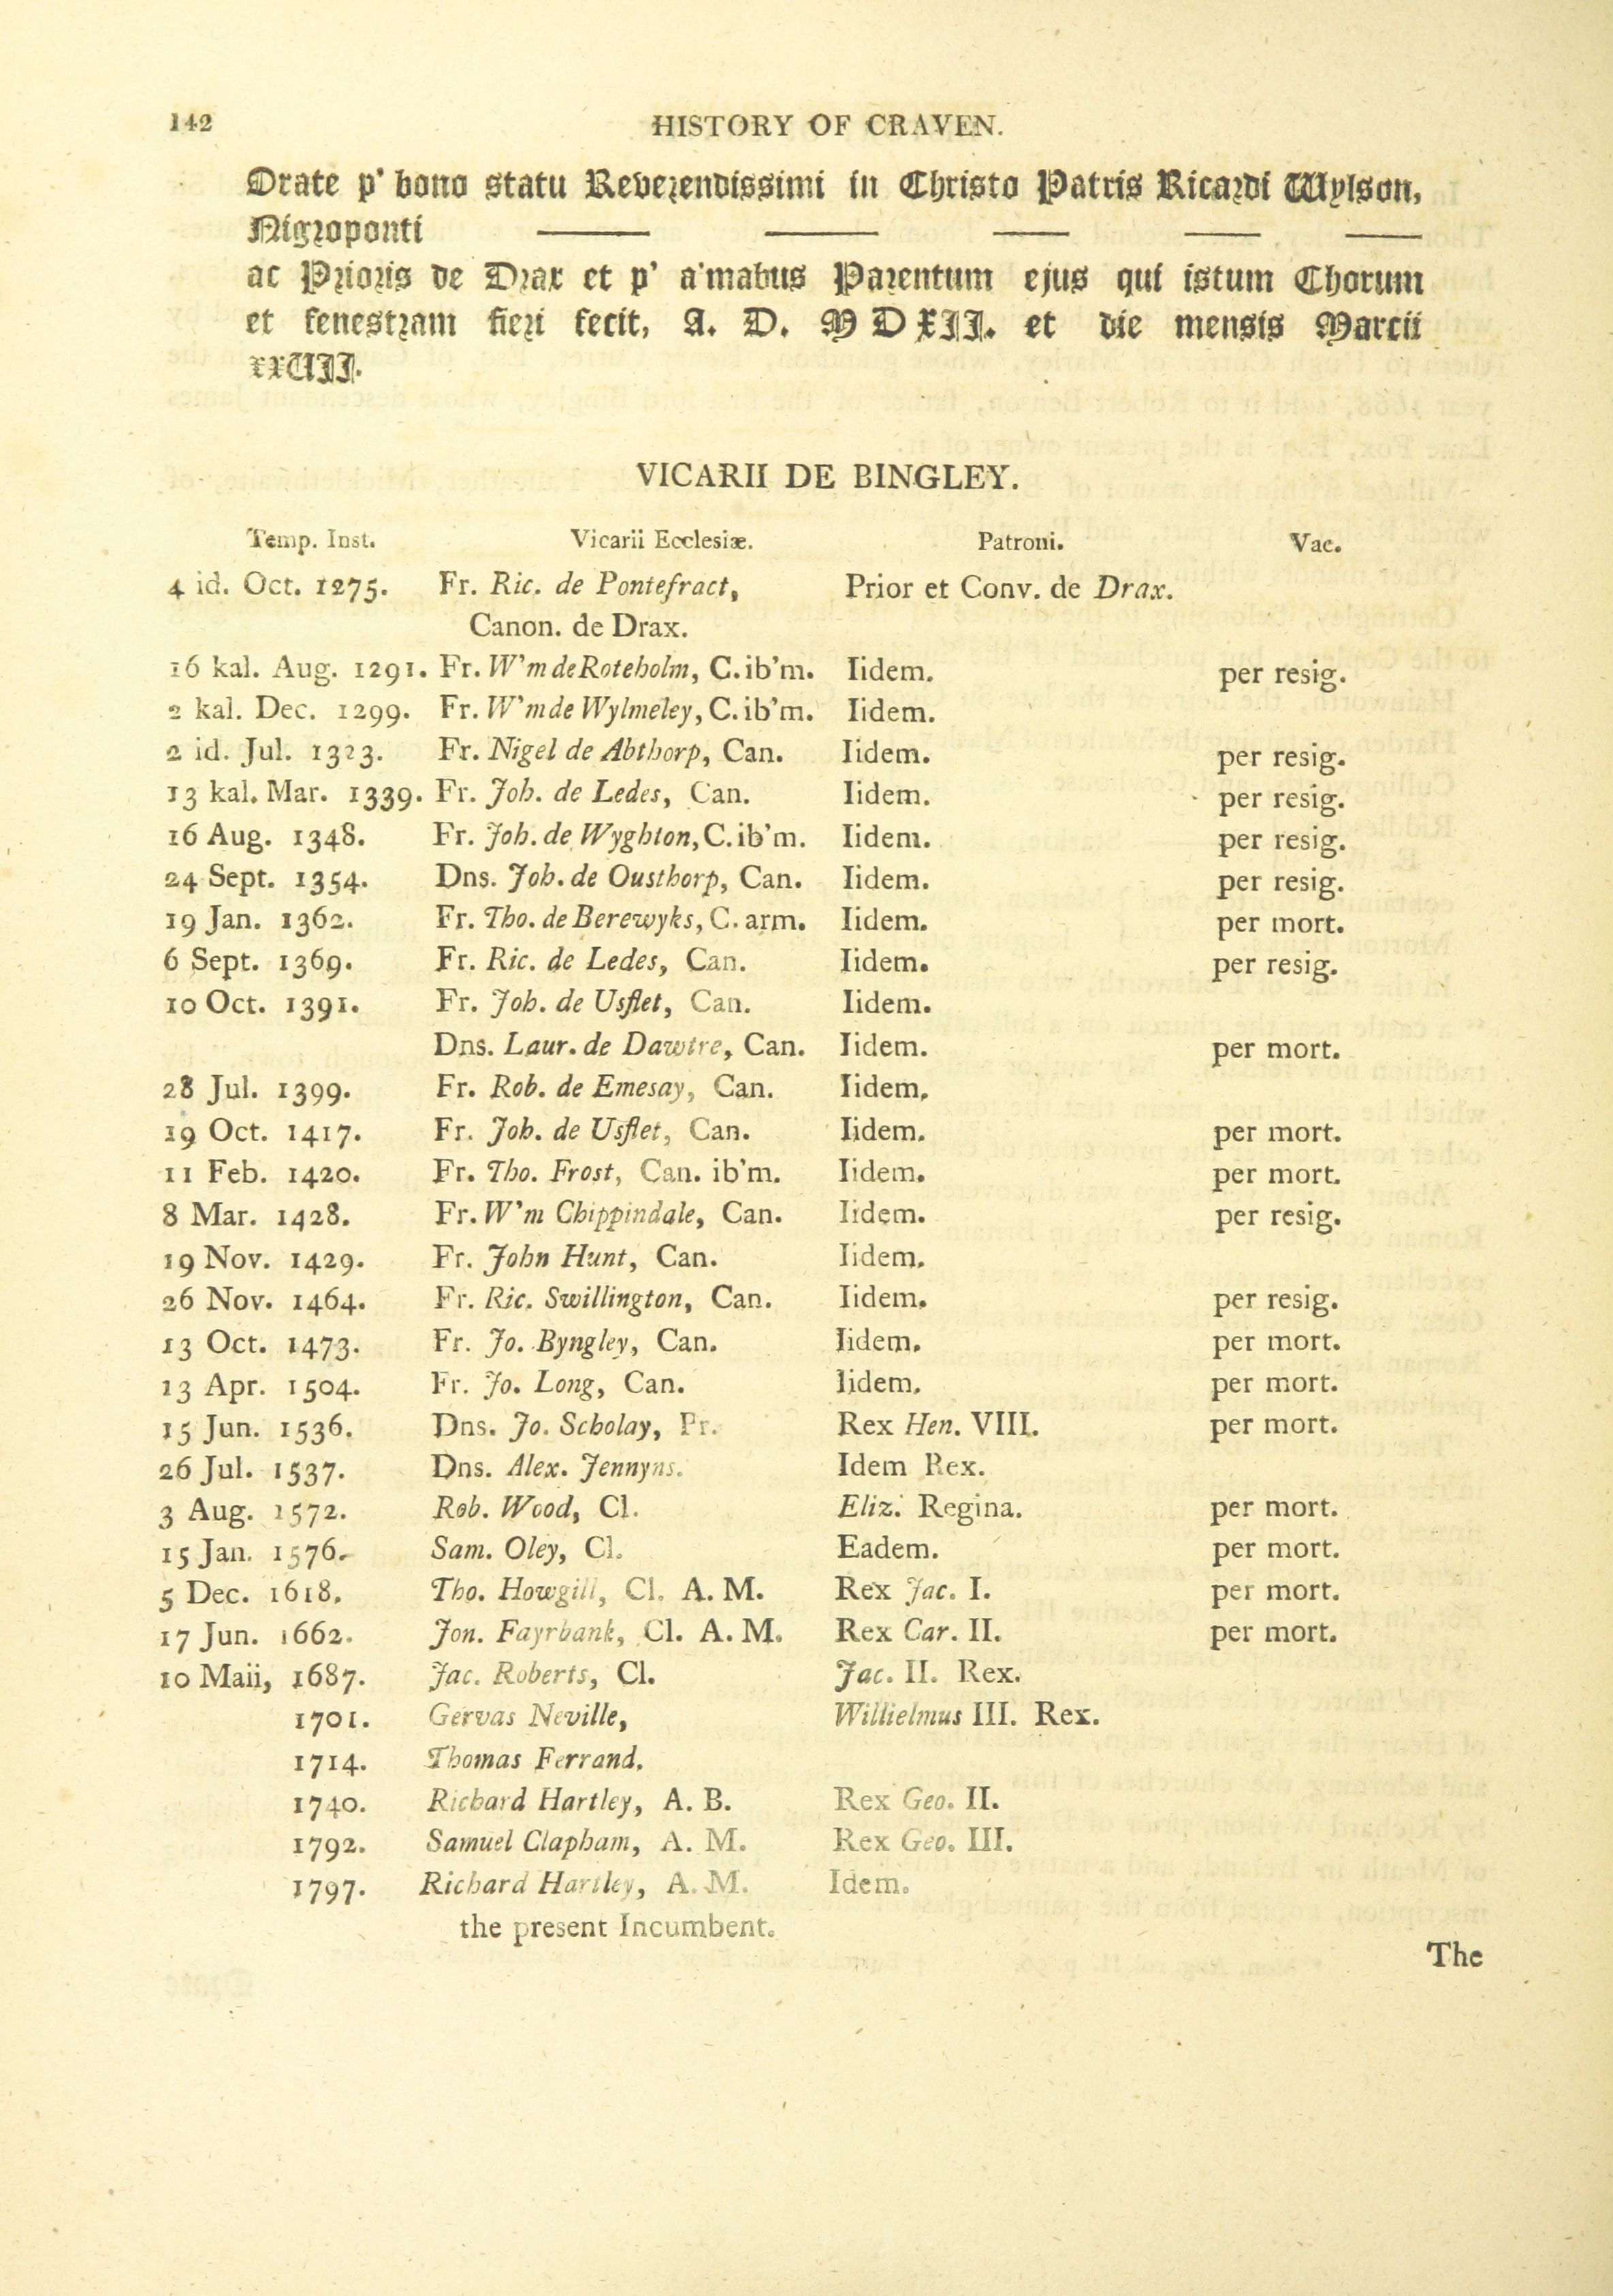 142 HISTORY OF CRAVEN.
Orate p' bono statu Reverendissimi in Christo Patris Ricardi Wylson,
Nigroponti — — — — —
ac Prioris de Drax et p' a'mabus Parentum ejus qui istum Chorum
et fenestram fieri fecit, A. D. M D XII. et die mensis Marcii
xxVII.
VICARII DE BINGLEY.
Temp. Inst. Vicarii Ecclesiæ. Patroni. Vac.
4 id. Oct. 1275. Fr. Ric. de Pontefract, Prior et Conv. de Drax.
Canon. de Drax.
16 kal. Aug. 1291. Fr. W'm de Roteholm, C. ib'm. Iidem. per resig.
2 kal. Dec. 1299. Fr. W'm de Wylmeley, C. ib'm. Iidem.
2 id. Jul. 1323. Fr. Nigel de Abthorp, Can. Iidem. per resig.
13 kal. Mar. 1339. Fr. Joh. de Ledes, Can. Iidem. per resig.
16 Aug. 1348. Fr. Joh. de Wyghton, C. ib'm. Iidem. per resig.
24 Sept. 1354. Dns. Joh. de Ousthorp, Can. Iidem. per resig.
19 Jan. 1362. Fr. Tho. de Berewyks, C. arm. Iidem. per mort.
6 Sept. 1369. Fr. Ric. de Ledes, Can. Iidem. per resig.
10 Oct. 1391. Fr. Joh. de Usflet, Can. Iidem.
Dns. Laur. de Dawtre, Can. Iidem. per mort.
28 Jul. 1399. Fr. Rob. de Emesay, Can. Iidem.
19 Oct. 1417. Fr. Joh. de Usflet, Can. Iidem. per mort.
11 Feb. 1420. Fr. Tho. Frost, Can. ib'm. Iidem. per mort.
8 Mar. 1428. Fr. W'm Chippindale, Can. Iidem. per resig.
19 Nov. 1429. Fr. John Hunt, Can. Iidem.
26 Nov. 1464. Fr. Ric. Swillington, Can. Iidem. per resig.
13 Oct. 1473. Fr. Jo. Byngley, Can. Iidem. per mort.
13 Apr. 1504. Fr. Jo. Long, Can. Iidem. per mort.
15 Jun. 1536. Dns. Jo. Scholay, Pr. Rex Hen. VIII. per mort.
26 Jul. 1537. Dns. Alex. Jennyns. Idem Rex.
3 Aug. 1572. Rob. Wood, Cl. Eliz. Regina. per mort.
15 Jan. 1576. Sam. Oley, Cl. Eadem. per mort.
5 Dec. 1618. Tho. Howgill, Cl. A. M. Rex Jac. I. per mort.
17 Jun. 1662. Jon. Fayrbank, Cl. A. M. Rex Car. II. per mort.
10 Maii, 1687. Jac. Roberts, Cl. Jac. II. Rex.
1701. Gervas Neville, Willielmus III. Rex.
1714. Thomas Ferrand.
1740. Richard Hartley, A. B. Rex Geo. II.
1792. Samuel Clapham, A. M. Rex Geo. III.
1797. Richard Hartley, A. M. Idem.
the present Incumbent.
The